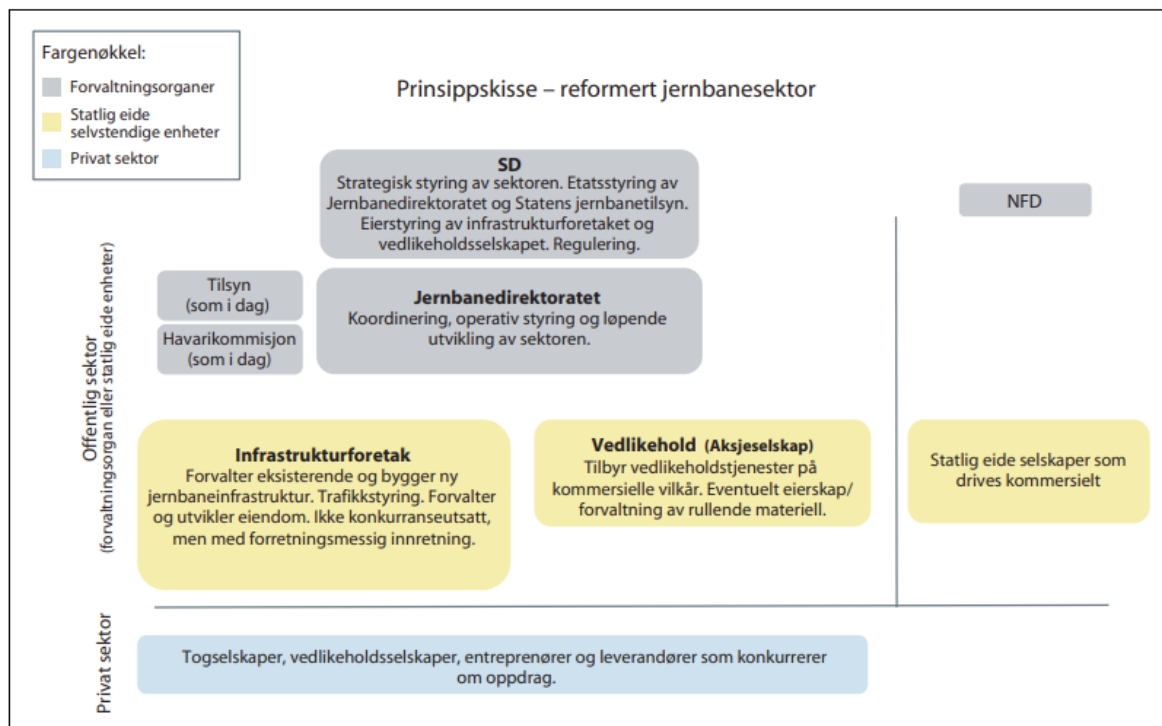 Fargenøkkel:
Forvaltningsorganer
Statlig eide
selvstendige enheter
Privat sektor
Prinsippskisse – reformert jernbanesektor
SD
Strategisk styring av sektoren. Etatsstyring av
Jernbanedirektoratet og Statens jernbanetilsyn.
Eierstyring av infrastrukturforetaket og
vedlikeholdsselskapet. Regulering.
NFD
Tilsyn
(som i dag)
Havarikommisjon
(som i dag)
Jernbanedirektoratet
Koordinering, operativ styring og løpende
utvikling av sektoren.
Offentlig sektor
(forvaltningsorgan eller statlig eide enheter)
Infrastrukturforetak
Forvalter eksisterende og bygger ny
jernbaneinfrastruktur. Trafikkstyring. Forvalter
og utvikler eiendom. Ikke konkurranseutsatt,
men med forretningsmessig innretning.
Vedlikehold (Aksjeselskap)
Tilbyr vedlikeholdstjenester på
kommersielle vilkår. Eventuelt eierskap/
forvaltning av rullende materiell.
Statlig eide selskaper som
drives kommersielt
Privat sektor
Togselskaper, vedlikeholdsselskaper, entreprenører og leverandører som konkurrerer
om oppdrag.